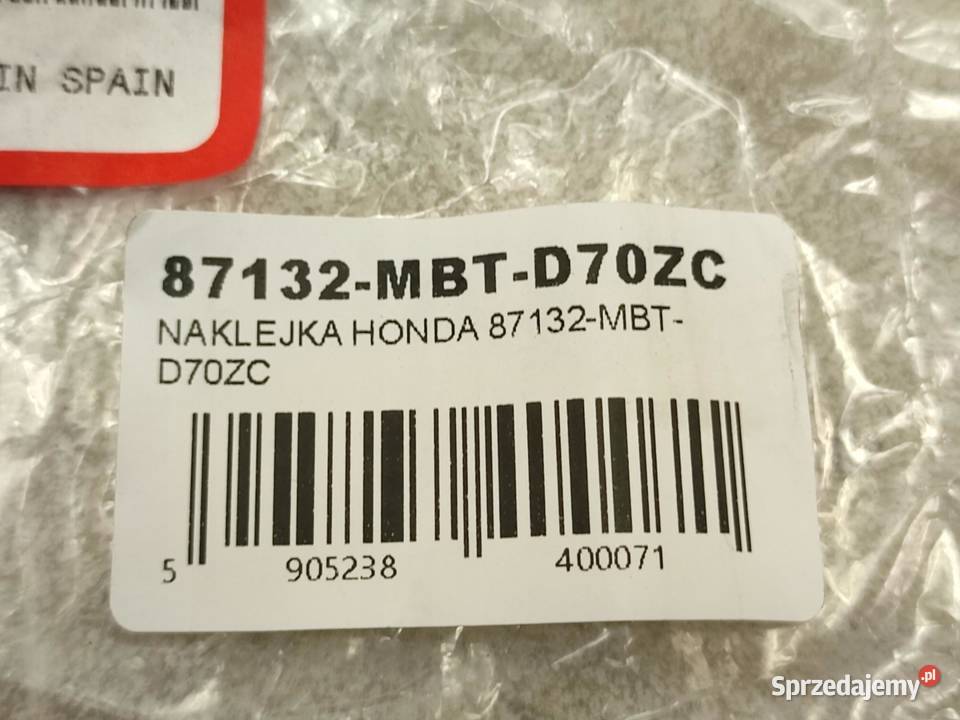 IN SPAIN
87132-MBT-D70ZC
NAKLEJKA HONDA 87132-MBT-
D70ZC
5 905238 400071
Sprzedajemy.pl